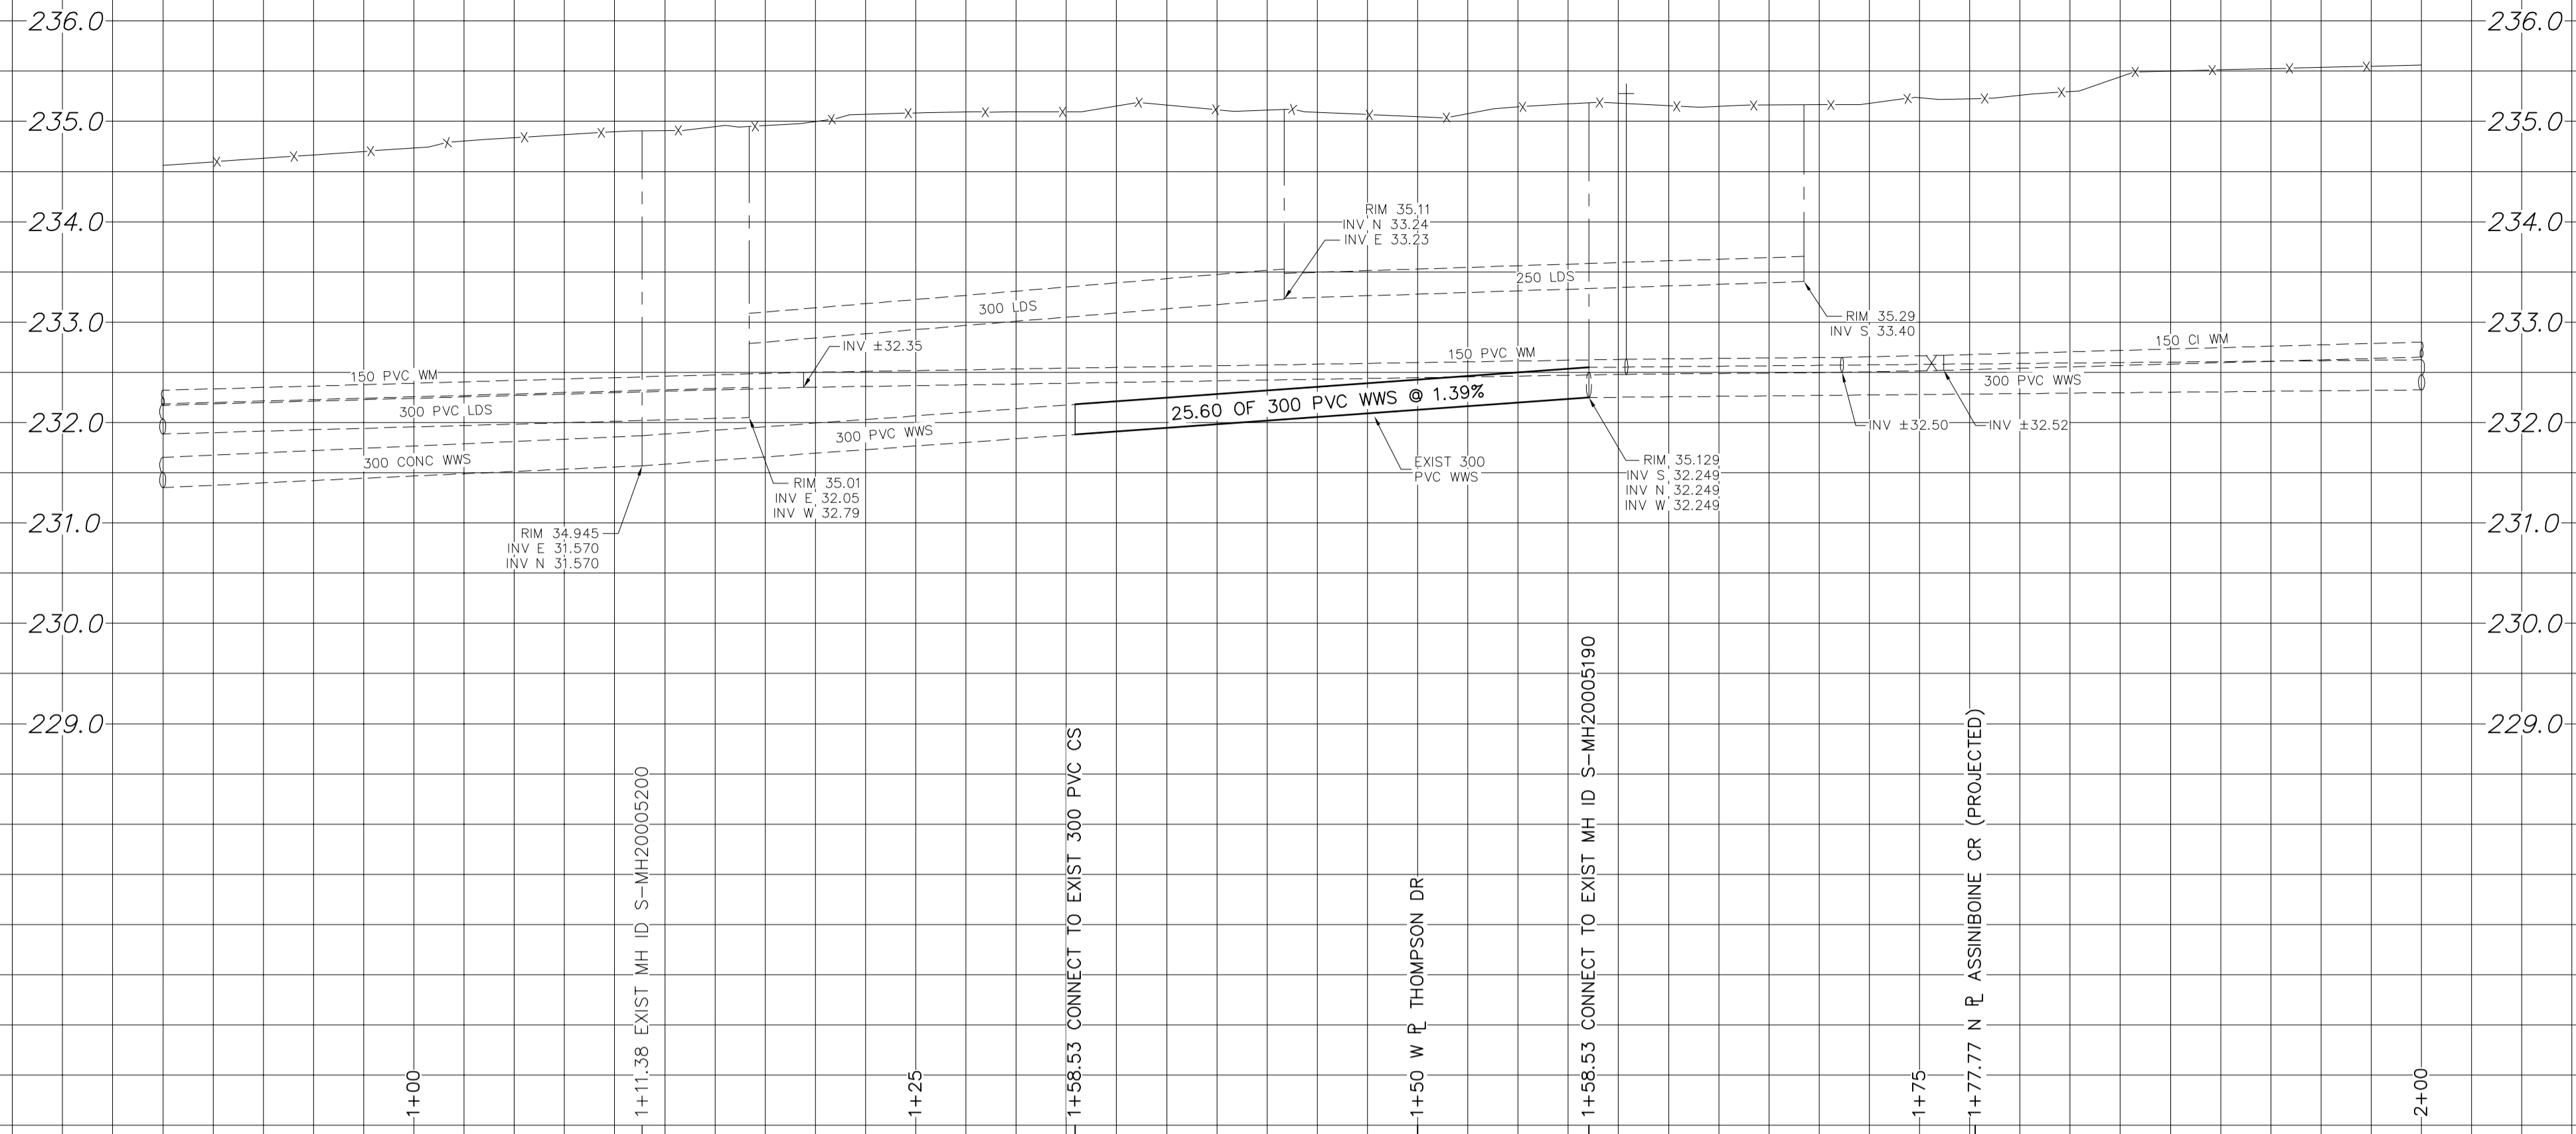 236.0
236.0
235.0
235.0
234.0
234.0
233.0
233.0
232.0
232.0
231.0
231.0
230.0
230.0
229.0
229.0
RIM 35.11
INV N 33.24
INV E 33.23
250 LDS
300 LDS
RIM 35.29
INV S 33.40
INV ±32.35
150 PVC WM
150 CI WM
150 PVC WM
300 PVC WWS
300 PVC LDS
25.60 OF 300 PVC WWS @ 1.39%
INV ±32.50
INV ±32.52
300 PVC WWS
300 CONC WWS
EXIST 300
PVC WWS
RIM 35.129
INV S 32.249
INV N 32.249
INV W 32.249
RIM 35.01
INV E 32.05
INV W 32.79
RIM 34.945
INV E 31.570
INV N 31.570
1+00
1+11.38 EXIST MH ID S-MH20005200
1+25
1+58.53 CONNECT TO EXIST 300 PVC CS
1+50 W PL THOMPSON DR
1+58.53 CONNECT TO EXIST MH ID S-MH20005190
1+75
1+77.77 N PL ASSINIBOINE CR (PROJECTED)
2+00